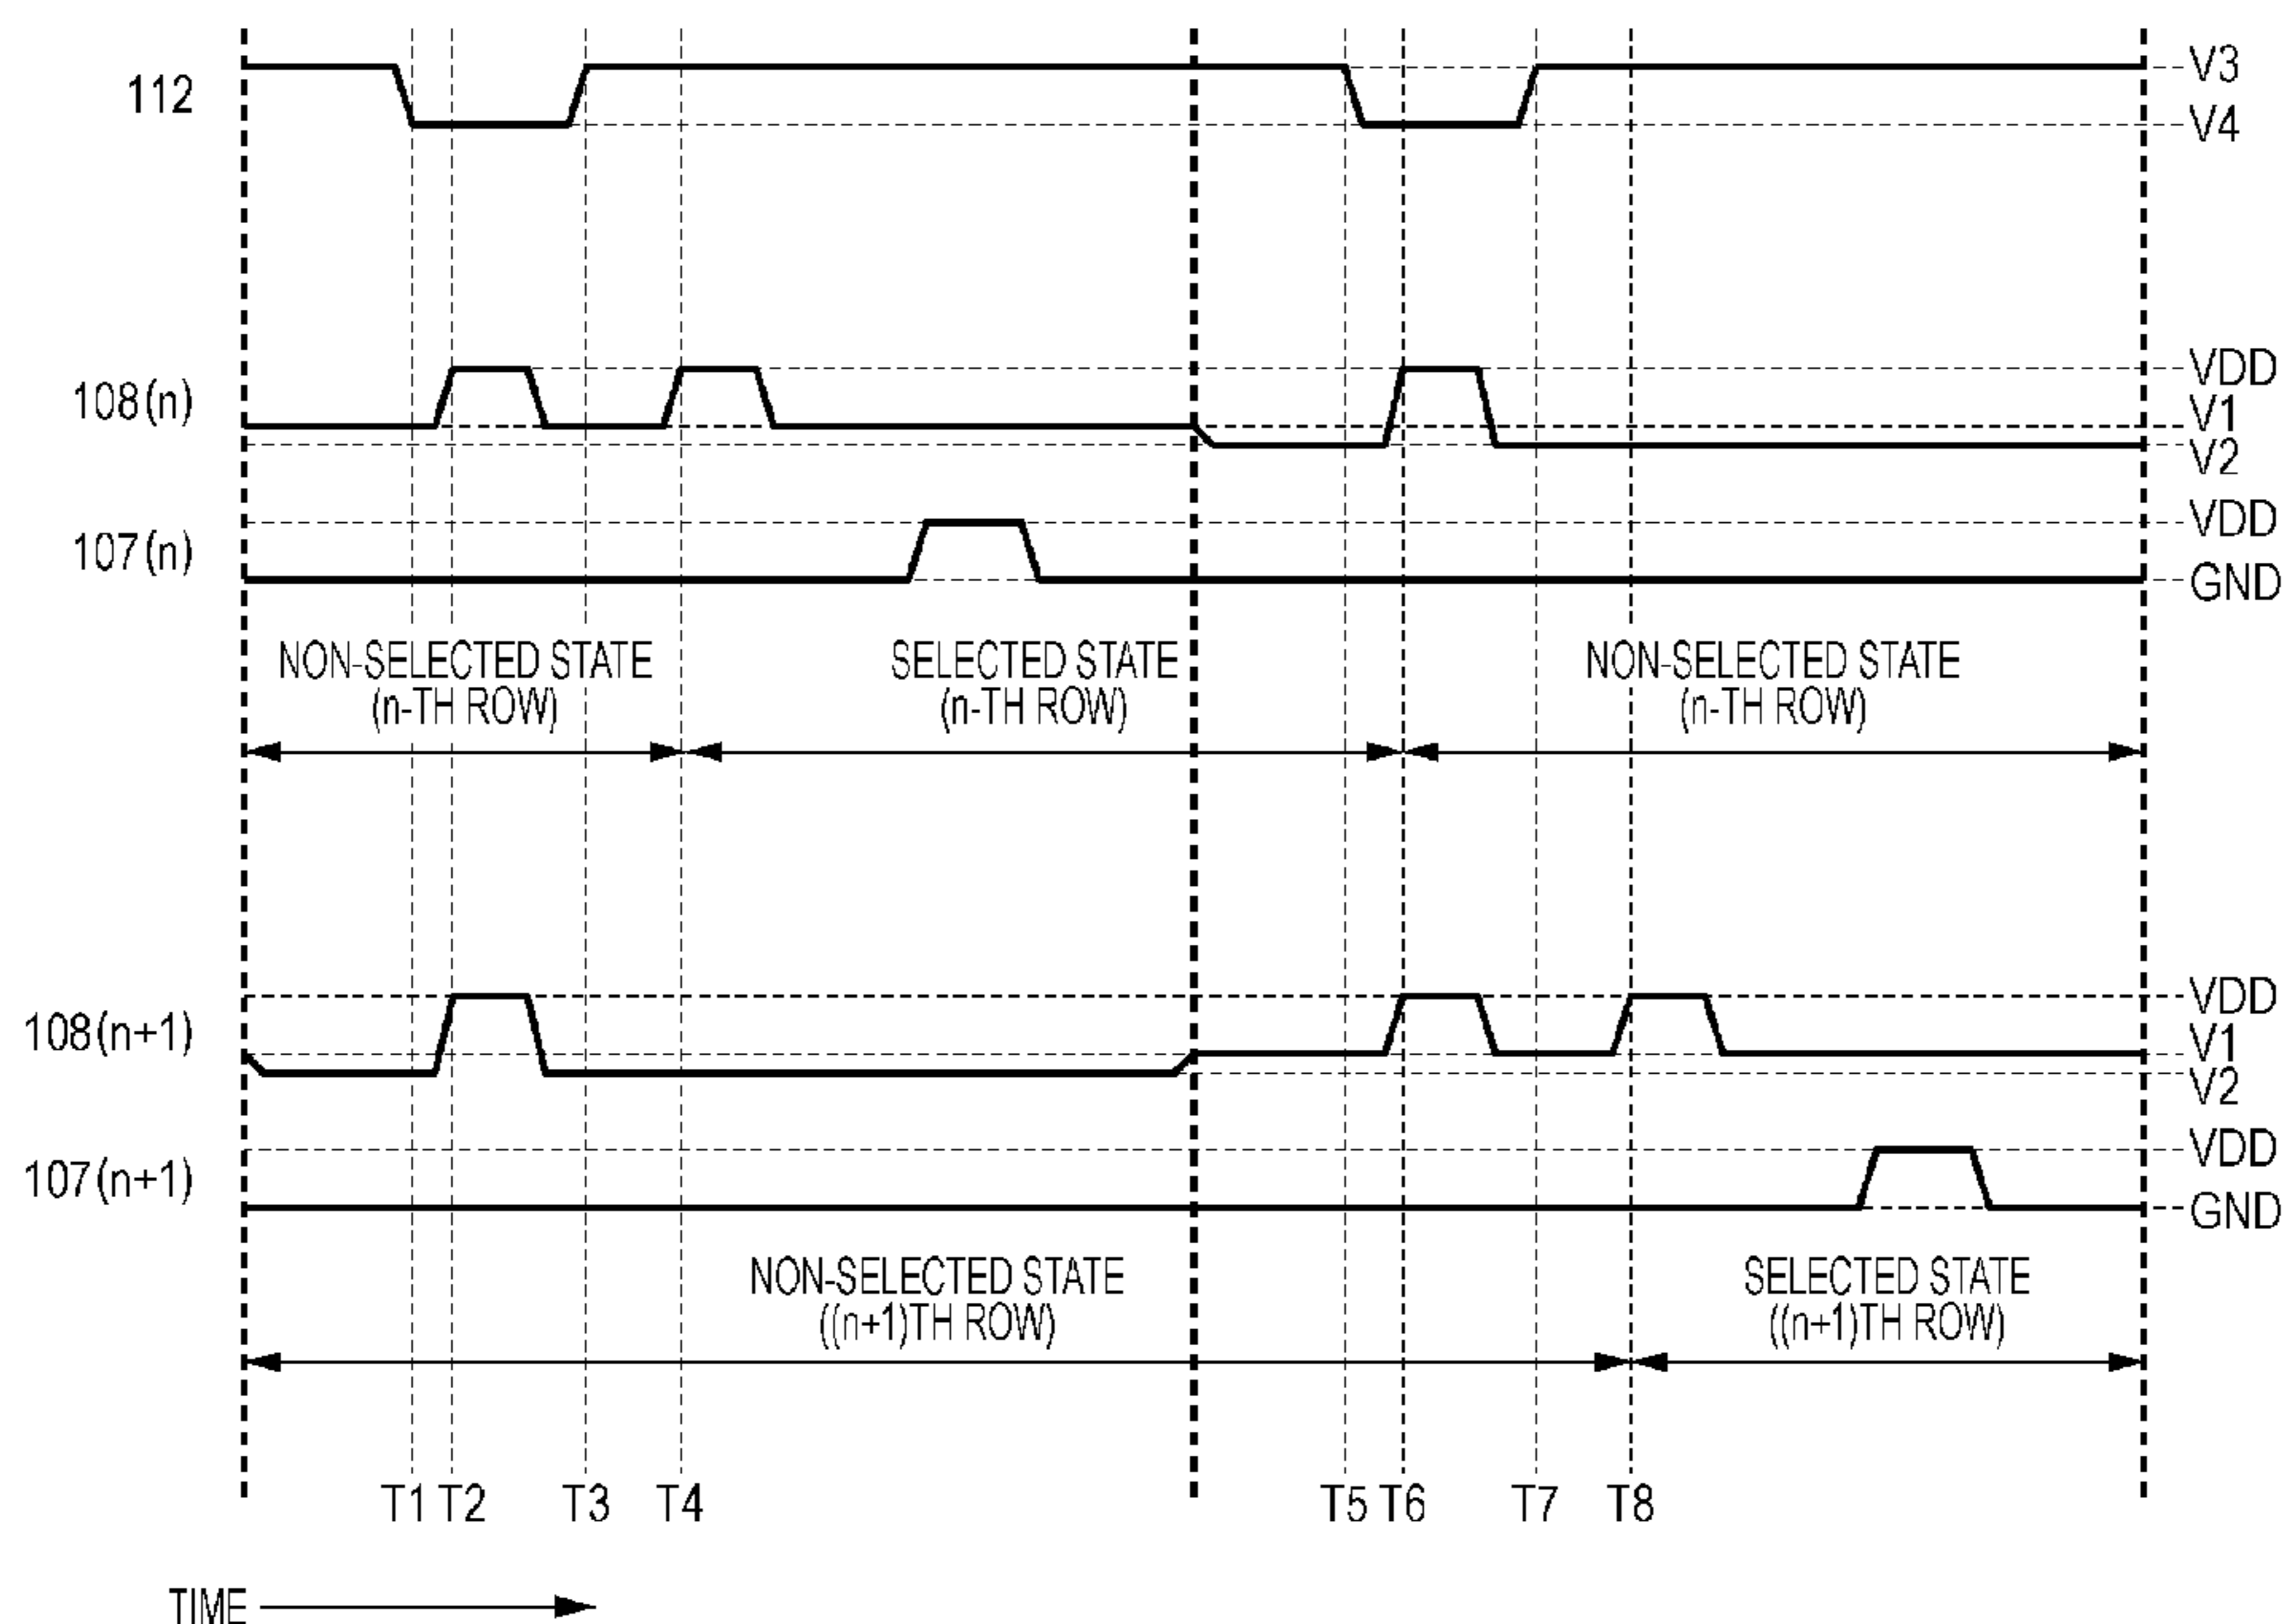 112
V3
V4
108(n)
VDD
V1
V2
107(n)
VDD
GND
NON-SELECTED STATE
(n-TH ROW)
SELECTED STATE
(n-TH ROW)
NON-SELECTED STATE
(n-TH ROW)
108(n+1)
VDD
V1
V2
107(n+1)
VDD
GND
NON-SELECTED STATE
((n+1)TH ROW)
SELECTED STATE
((n+1)TH ROW)
T1 T2 T3 T4 T5 T6 T7 T8
TIME